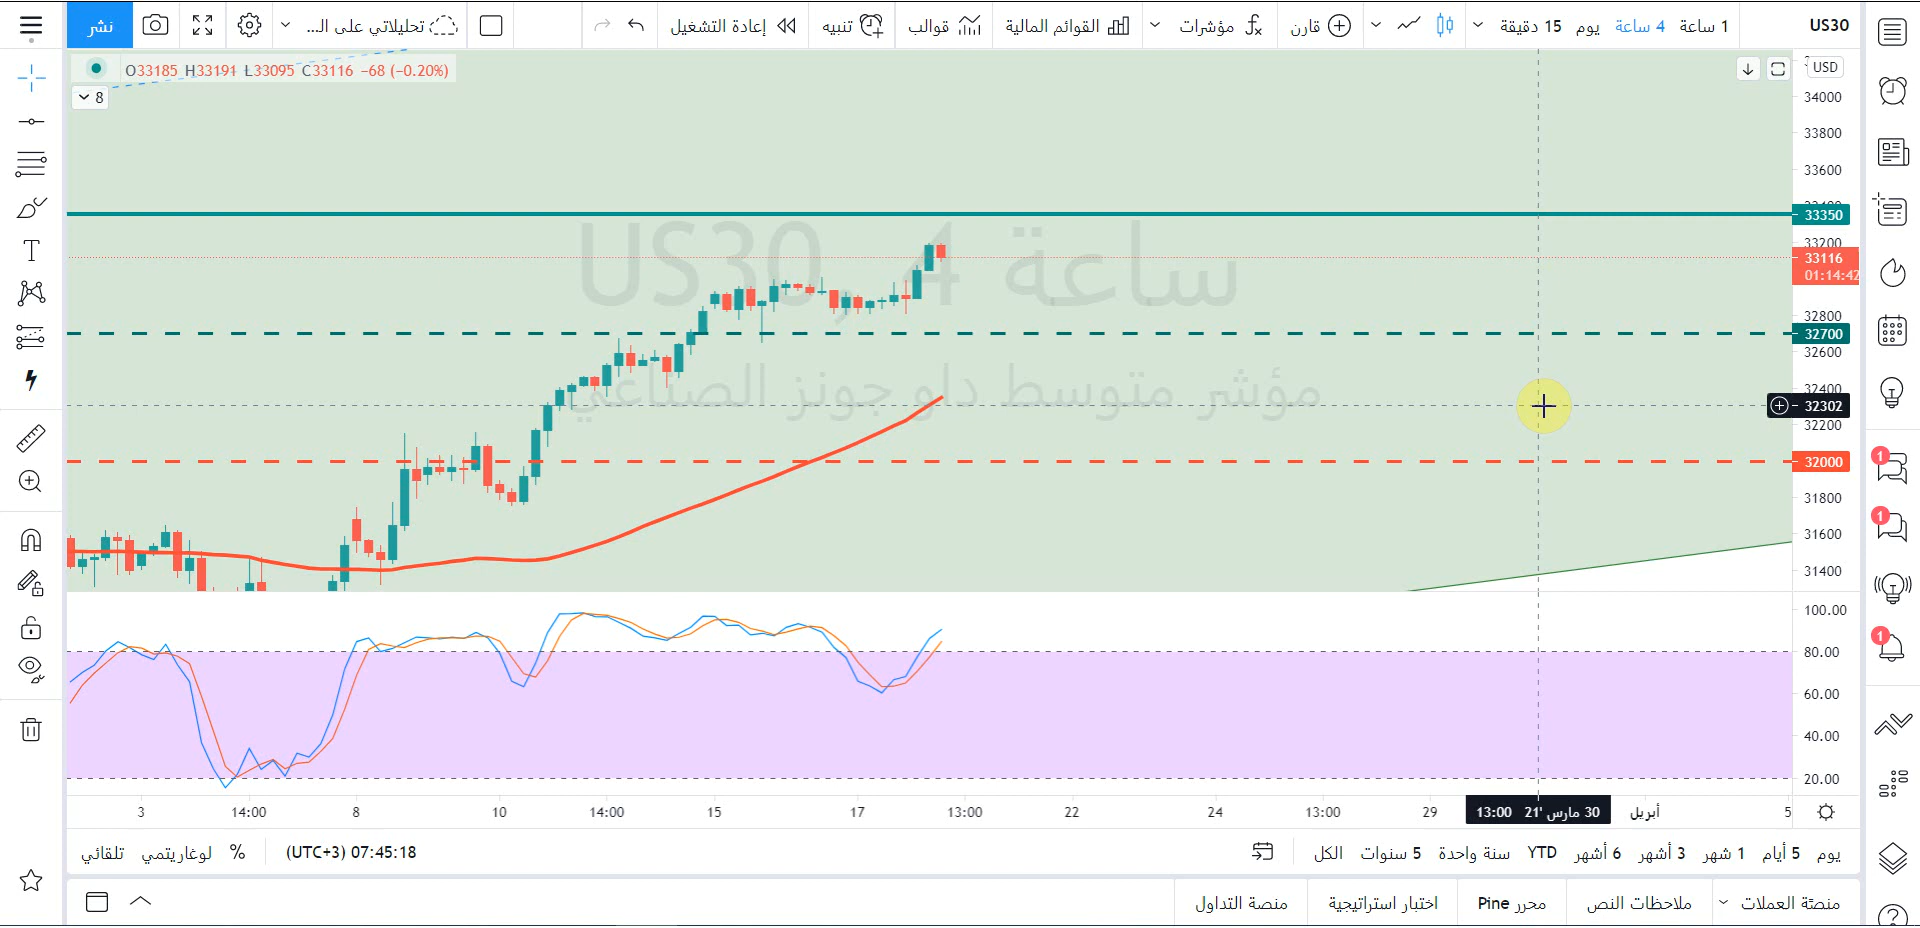 نشر
تحليلاتي على الـ...
إعادة التشغيل
تنبيه
قوالب
القوائم المالية
مؤشرات
قارن
15 دقيقة
يوم
4 ساعة
1 ساعة
US30
O33185 H33191 L33095 C33116 −68 (−0.20%)
8
USD
34000
33800
33600
33350
33200
33116
01:14:42
32800
32700
32600
32400
32302
32200
32000
31800
31600
31400
US30, 4 ساعة
مؤشر متوسط داو جونز الصناعي
100.00
80.00
60.00
40.00
20.00
3
14:00
8
10
14:00
15
17
13:00
22
24
13:00
29
30 مارس '21 13:00
أبريل
5
تلقائي
لوغاريتمي
%
07:45:18 (UTC+3)
الكل
5 سنوات
سنة واحدة
YTD
6 أشهر
3 أشهر
1 شهر
5 أيام
يوم
منصة التداول
اختبار استراتيجية
محرر Pine
ملاحظات النص
منصئة العملات
1
1
1